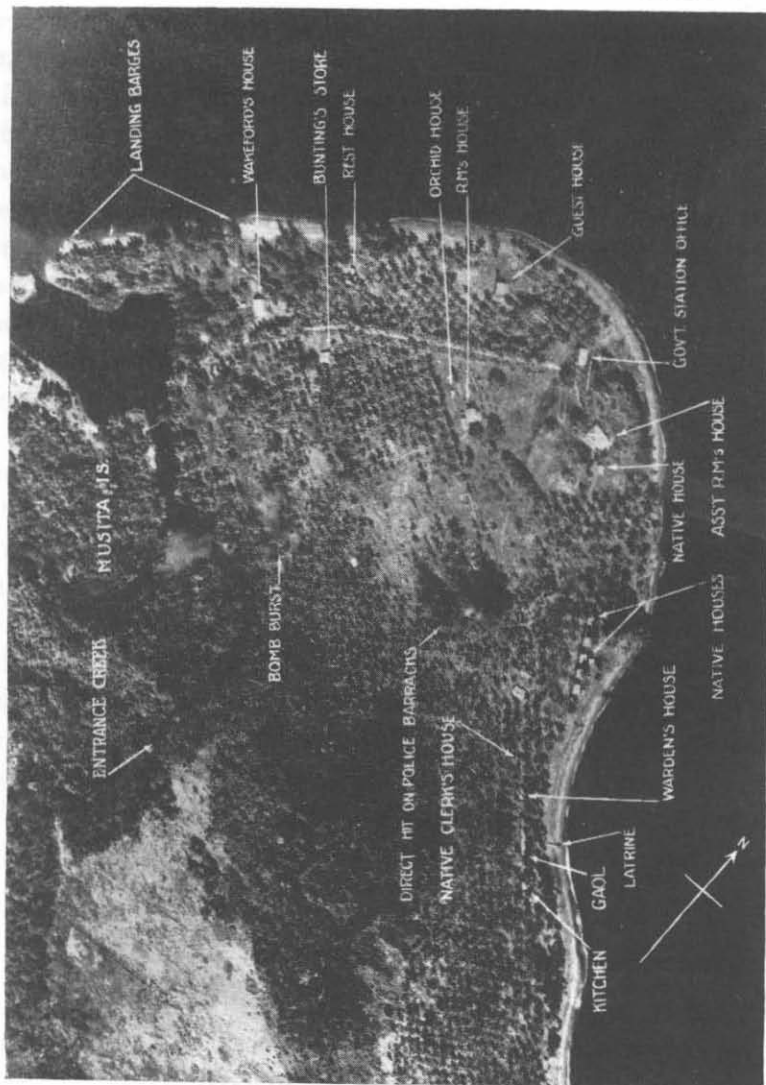 LANDING BARGES
WAKEFORD'S HOUSE
BUNTING'S STORE
REST HOUSE
ORCHID HOUSE
R.M'S HOUSE
GUEST HOUSE
GOV'T. STATION OFFICE
MUSITA IS.
ENTRANCE CREEK
BOMB BURST
NATIVE HOUSE
ASST R.M'S HOUSE
NATIVE HOUSES
DIRECT HIT ON POLICE BARRACKS
NATIVE CLERK'S HOUSE
WARDEN'S HOUSE
LATRINE
GAOL
KITCHEN
N